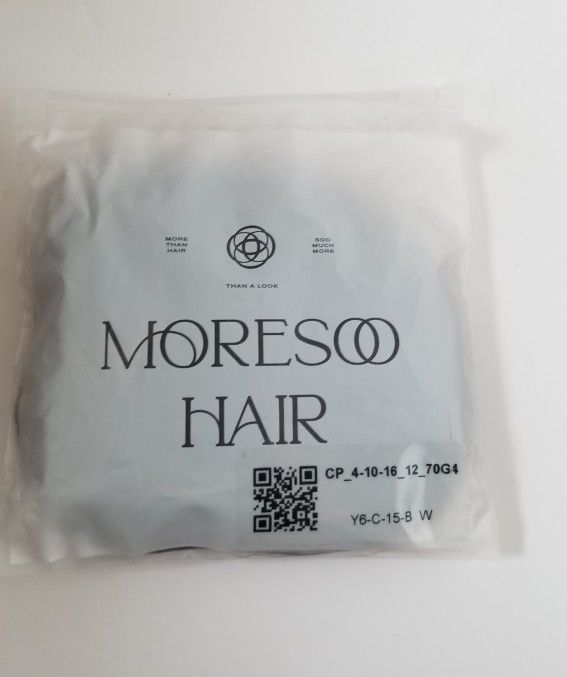 MORE
THAN
HAIR
SOO
MUCH
MORE
THAN A LOOK
MORESOO
HAIR
CP_4-10-16_12_70G4
Y6-C-15-B W